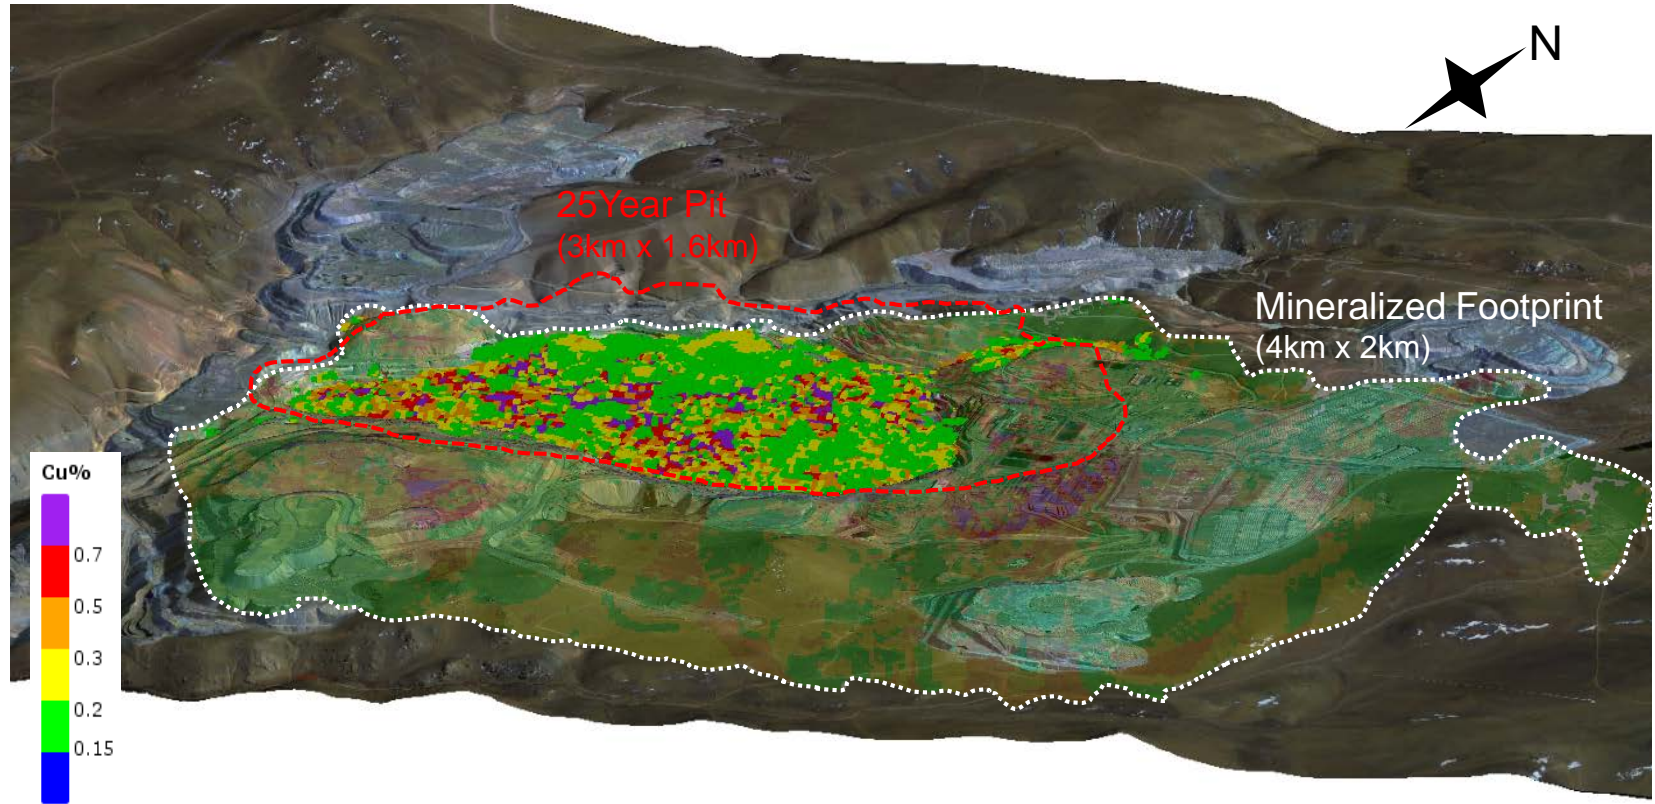 N
25Year Pit
(3km x 1.6km)
Mineralized Footprint
(4km x 2km)
Cu%
0.7
0.5
0.3
0.2
0.15